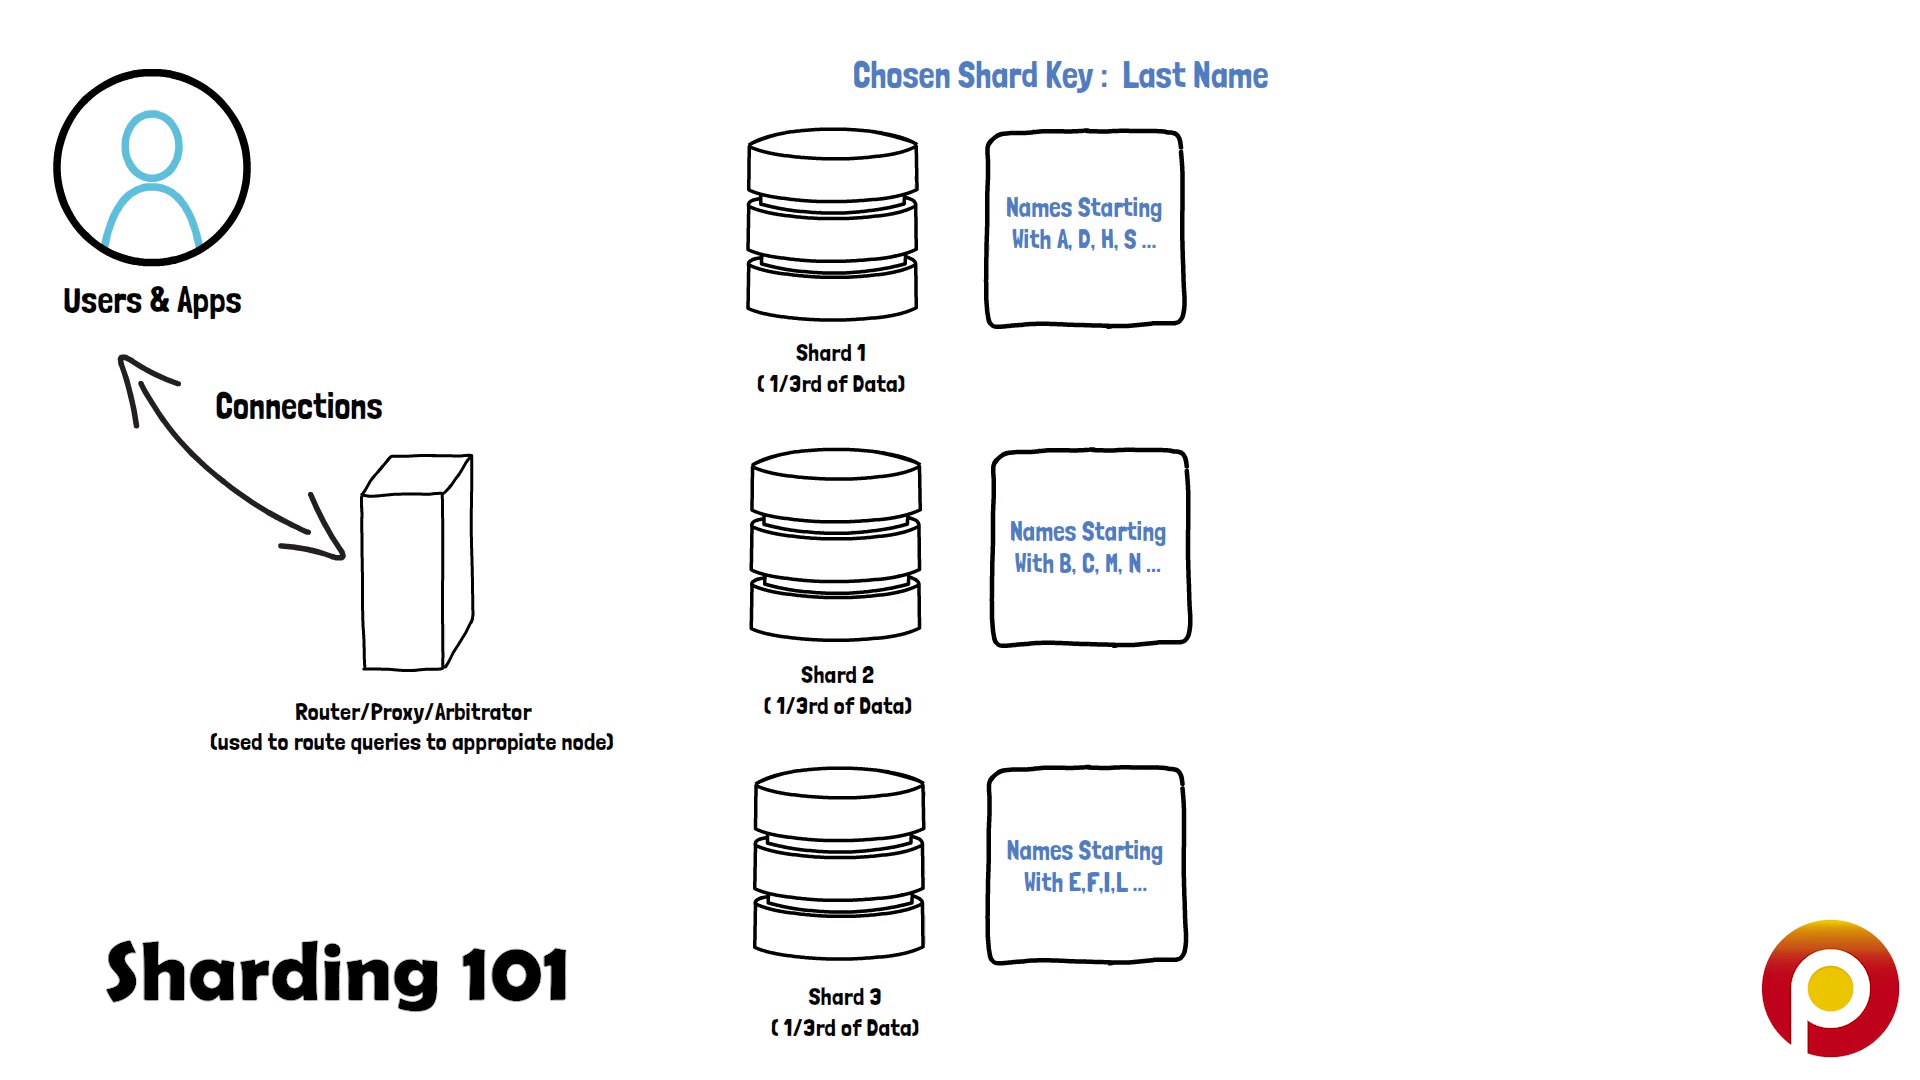 Chosen Shard Key :  Last Name
Users & Apps
Connections
Router/Proxy/Arbitrator
(used to route queries to appropiate node)
Names Starting
With A, D, H, S ...
Shard 1
( 1/3rd of Data)
Names Starting
With B, C, M, N ...
Shard 2
( 1/3rd of Data)
Names Starting
With E,F,I,L ...
Shard 3
( 1/3rd of Data)
Sharding 101